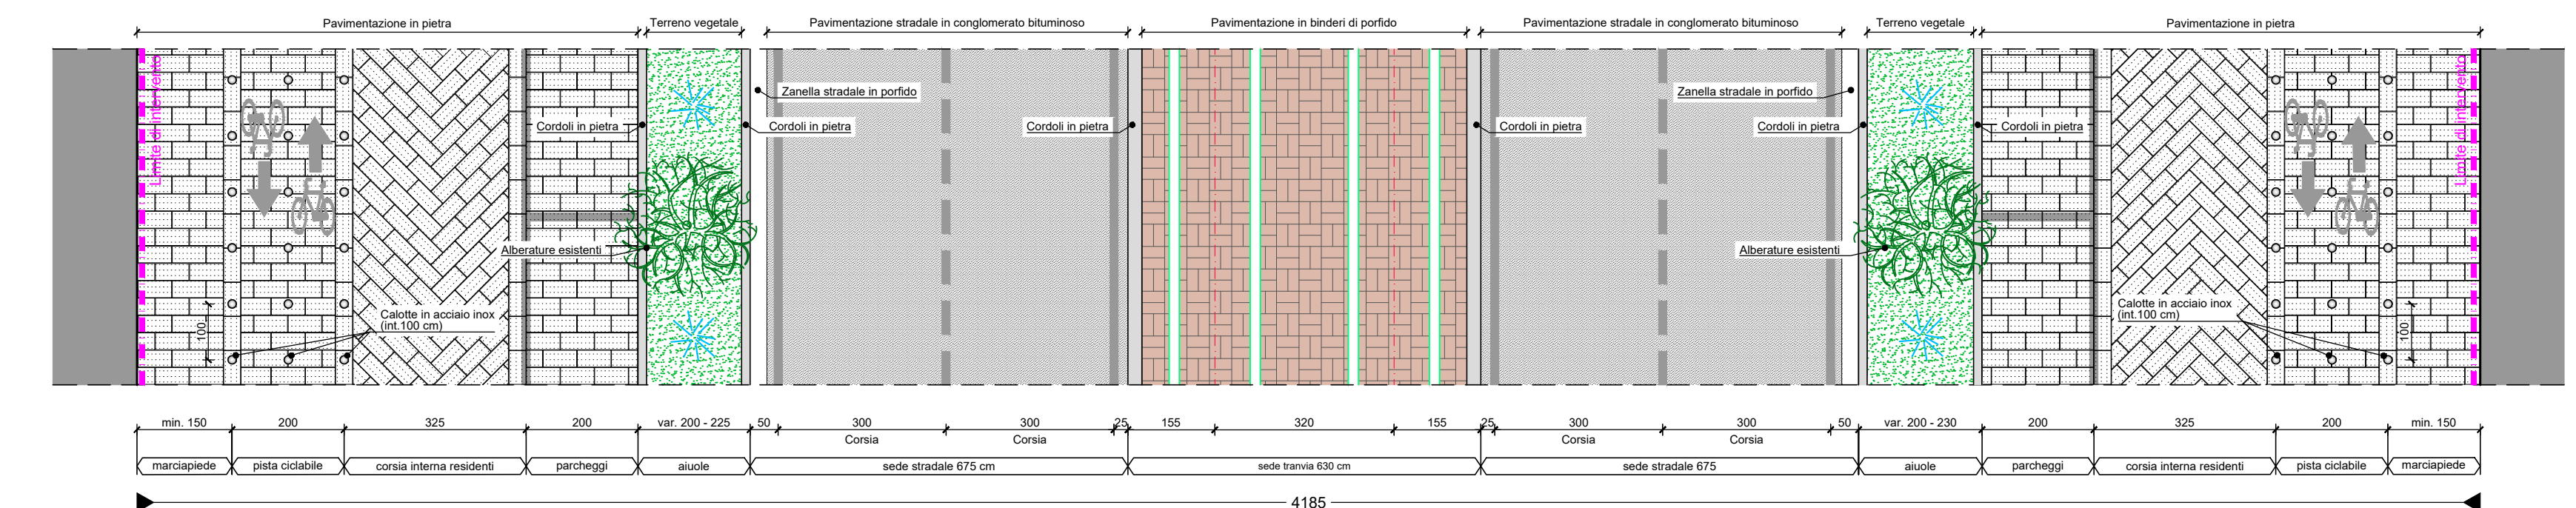 Pavimentazione in pietra
Terreno vegetale
Pavimentazione stradale in conglomerato bituminoso
Pavimentazione in binderi di porfido
Pavimentazione stradale in conglomerato bituminoso
Terreno vegetale
Pavimentazione in pietra
Limite di intervento
Zanella stradale in porfido
Zanella stradale in porfido
Limite di intervento
Cordoli in pietra
Cordoli in pietra
Cordoli in pietra
Cordoli in pietra
Cordoli in pietra
Cordoli in pietra
Alberature esistenti
Alberature esistenti
Calotte in acciaio inox
(int.100 cm)
Calotte in acciaio inox
(int.100 cm)
100
100
min. 150
200
325
200
var. 200 - 225
50
300
300
25
155
320
155
25
300
300
50
var. 200 - 230
200
325
200
min. 150
Corsia
Corsia
Corsia
Corsia
marciapiede
pista ciclabile
corsia interna residenti
parcheggi
aiuole
sede stradale 675 cm
sede tranvia 630 cm
sede stradale 675
aiuole
parcheggi
corsia interna residenti
pista ciclabile
marciapiede
4185